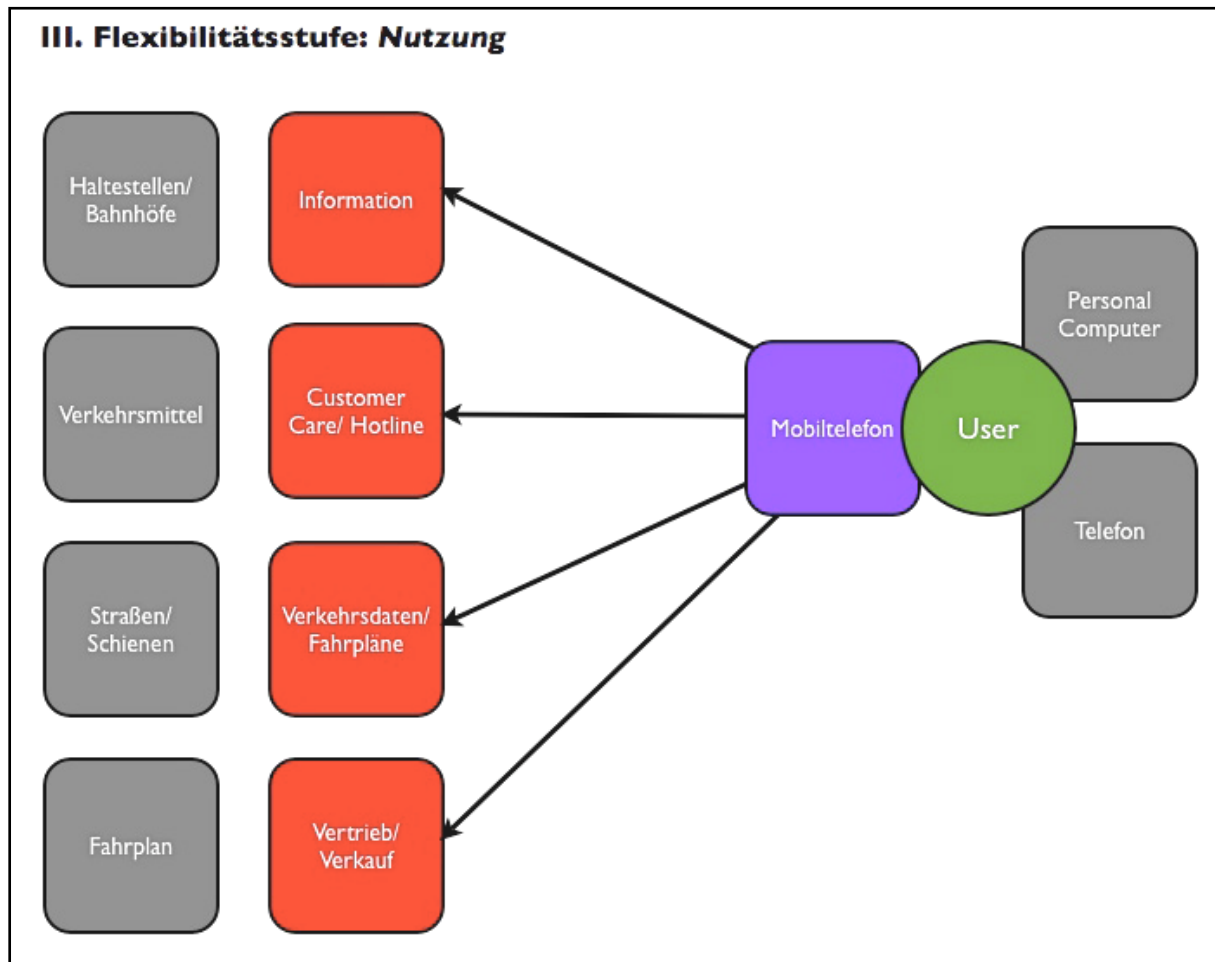 III. Flexibilitätsstufe: Nutzung
Haltestellen/
Bahnhöfe
Information
Personal
Computer
Verkehrsmittel
Customer
Care/ Hotline
Mobiltelefon
User
Telefon
Straßen/
Schienen
Verkehrsdaten/
Fahrpläne
Fahrplan
Vertrieb/
Verkauf